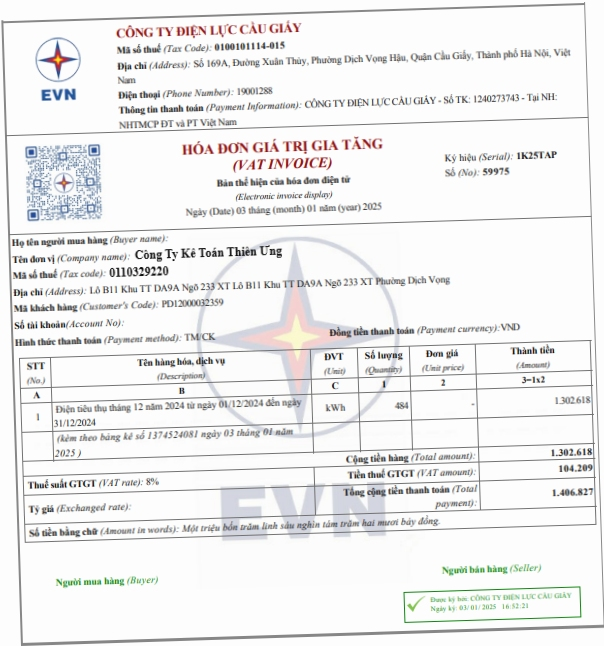 CÔNG TY ĐIỆN LỰC CẦU GIẤY
Mã số thuế (Tax Code): 0100101114-015
Địa chỉ (Address): Số 169A, Đường Xuân Thủy, Phường Dịch Vọng Hậu, Quận Cầu Giấy, Thành phố Hà Nội, Việt
Nam
Điện thoại (Phone Number): 19001288
Thông tin thanh toán (Payment Information): CÔNG TY ĐIỆN LỰC CẦU GIẤY - Số TK: 1240273743 - Tại NH:
NHTMCP ĐT và PT Việt Nam
EVN
HÓA ĐƠN GIÁ TRỊ GIA TĂNG
(VAT INVOICE)
Bản thể hiện của hóa đơn điện tử
(Electronic invoice display)
Ngày (Date) 03 tháng (month) 01 năm (year) 2025
Ký hiệu (Serial): 1K25TAP
Số (No): 59975
Họ tên người mua hàng (Buyer name):
Tên đơn vị (Company name): Công Ty Kế Toán Thiên Ưng
Mã số thuế (Tax code): 0110329220
Địa chỉ (Address): Lô B11 Khu TT DA9A Ngõ 233 XT Lô B11 Khu TT DA9A Ngõ 233 XT Phường Dịch Vọng
Mã khách hàng (Customer's Code): PD12000032359
Số tài khoản(Account No):
Hình thức thanh toán (Payment method): TM/CK Đồng tiền thanh toán (Payment currency):VND
STT Tên hàng hóa, dịch vụ ĐVT Số lượng Đơn giá Thành tiền
(No.) (Description) (Unit) (Quantity) (Unit price) (Amount)
A B C 1 2 3=1x2
1 Điện tiêu thụ tháng 12 năm 2024 từ ngày 01/12/2024 đến ngày kWh 484 - 1.302.618
31/12/2024
(kèm theo bảng kê số 1374524081 ngày 03 tháng 01 năm
2025 )
Cộng tiền hàng (Total amount): 1.302.618
Thuế suất GTGT (VAT rate): 8% Tiền thuế GTGT (VAT amount): 104.209
Tỷ giá (Exchanged rate): Tổng cộng tiền thanh toán (Total 1.406.827
payment):
Số tiền bằng chữ (Amount in words): Một triệu bốn trăm linh sáu nghìn tám trăm hai mươi bảy đồng.
EVN
Người mua hàng (Buyer) Người bán hàng (Seller)
Được ký bởi: CÔNG TY ĐIỆN LỰC CẦU GIẤY
Ngày ký: 03/ 01/ 2025 16:52:21